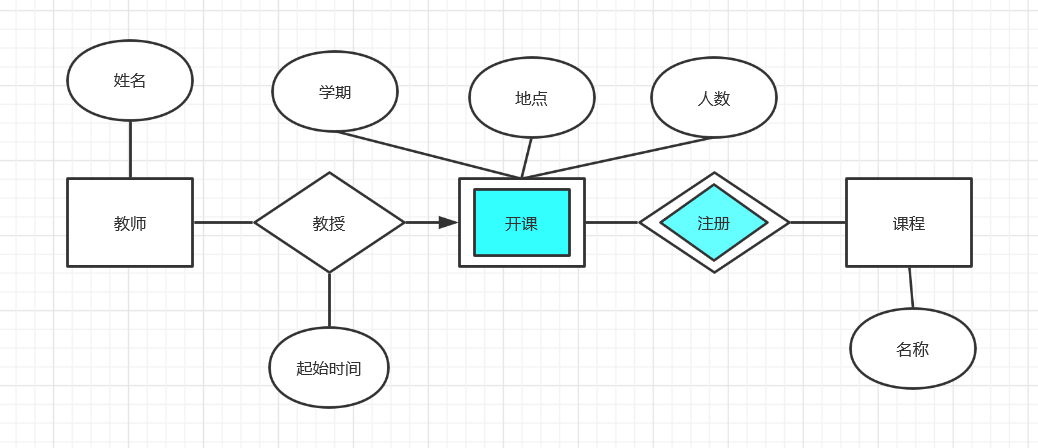 姓名
学期
地点
人数
教师
教授
开课
注册
课程
起始时间
名称